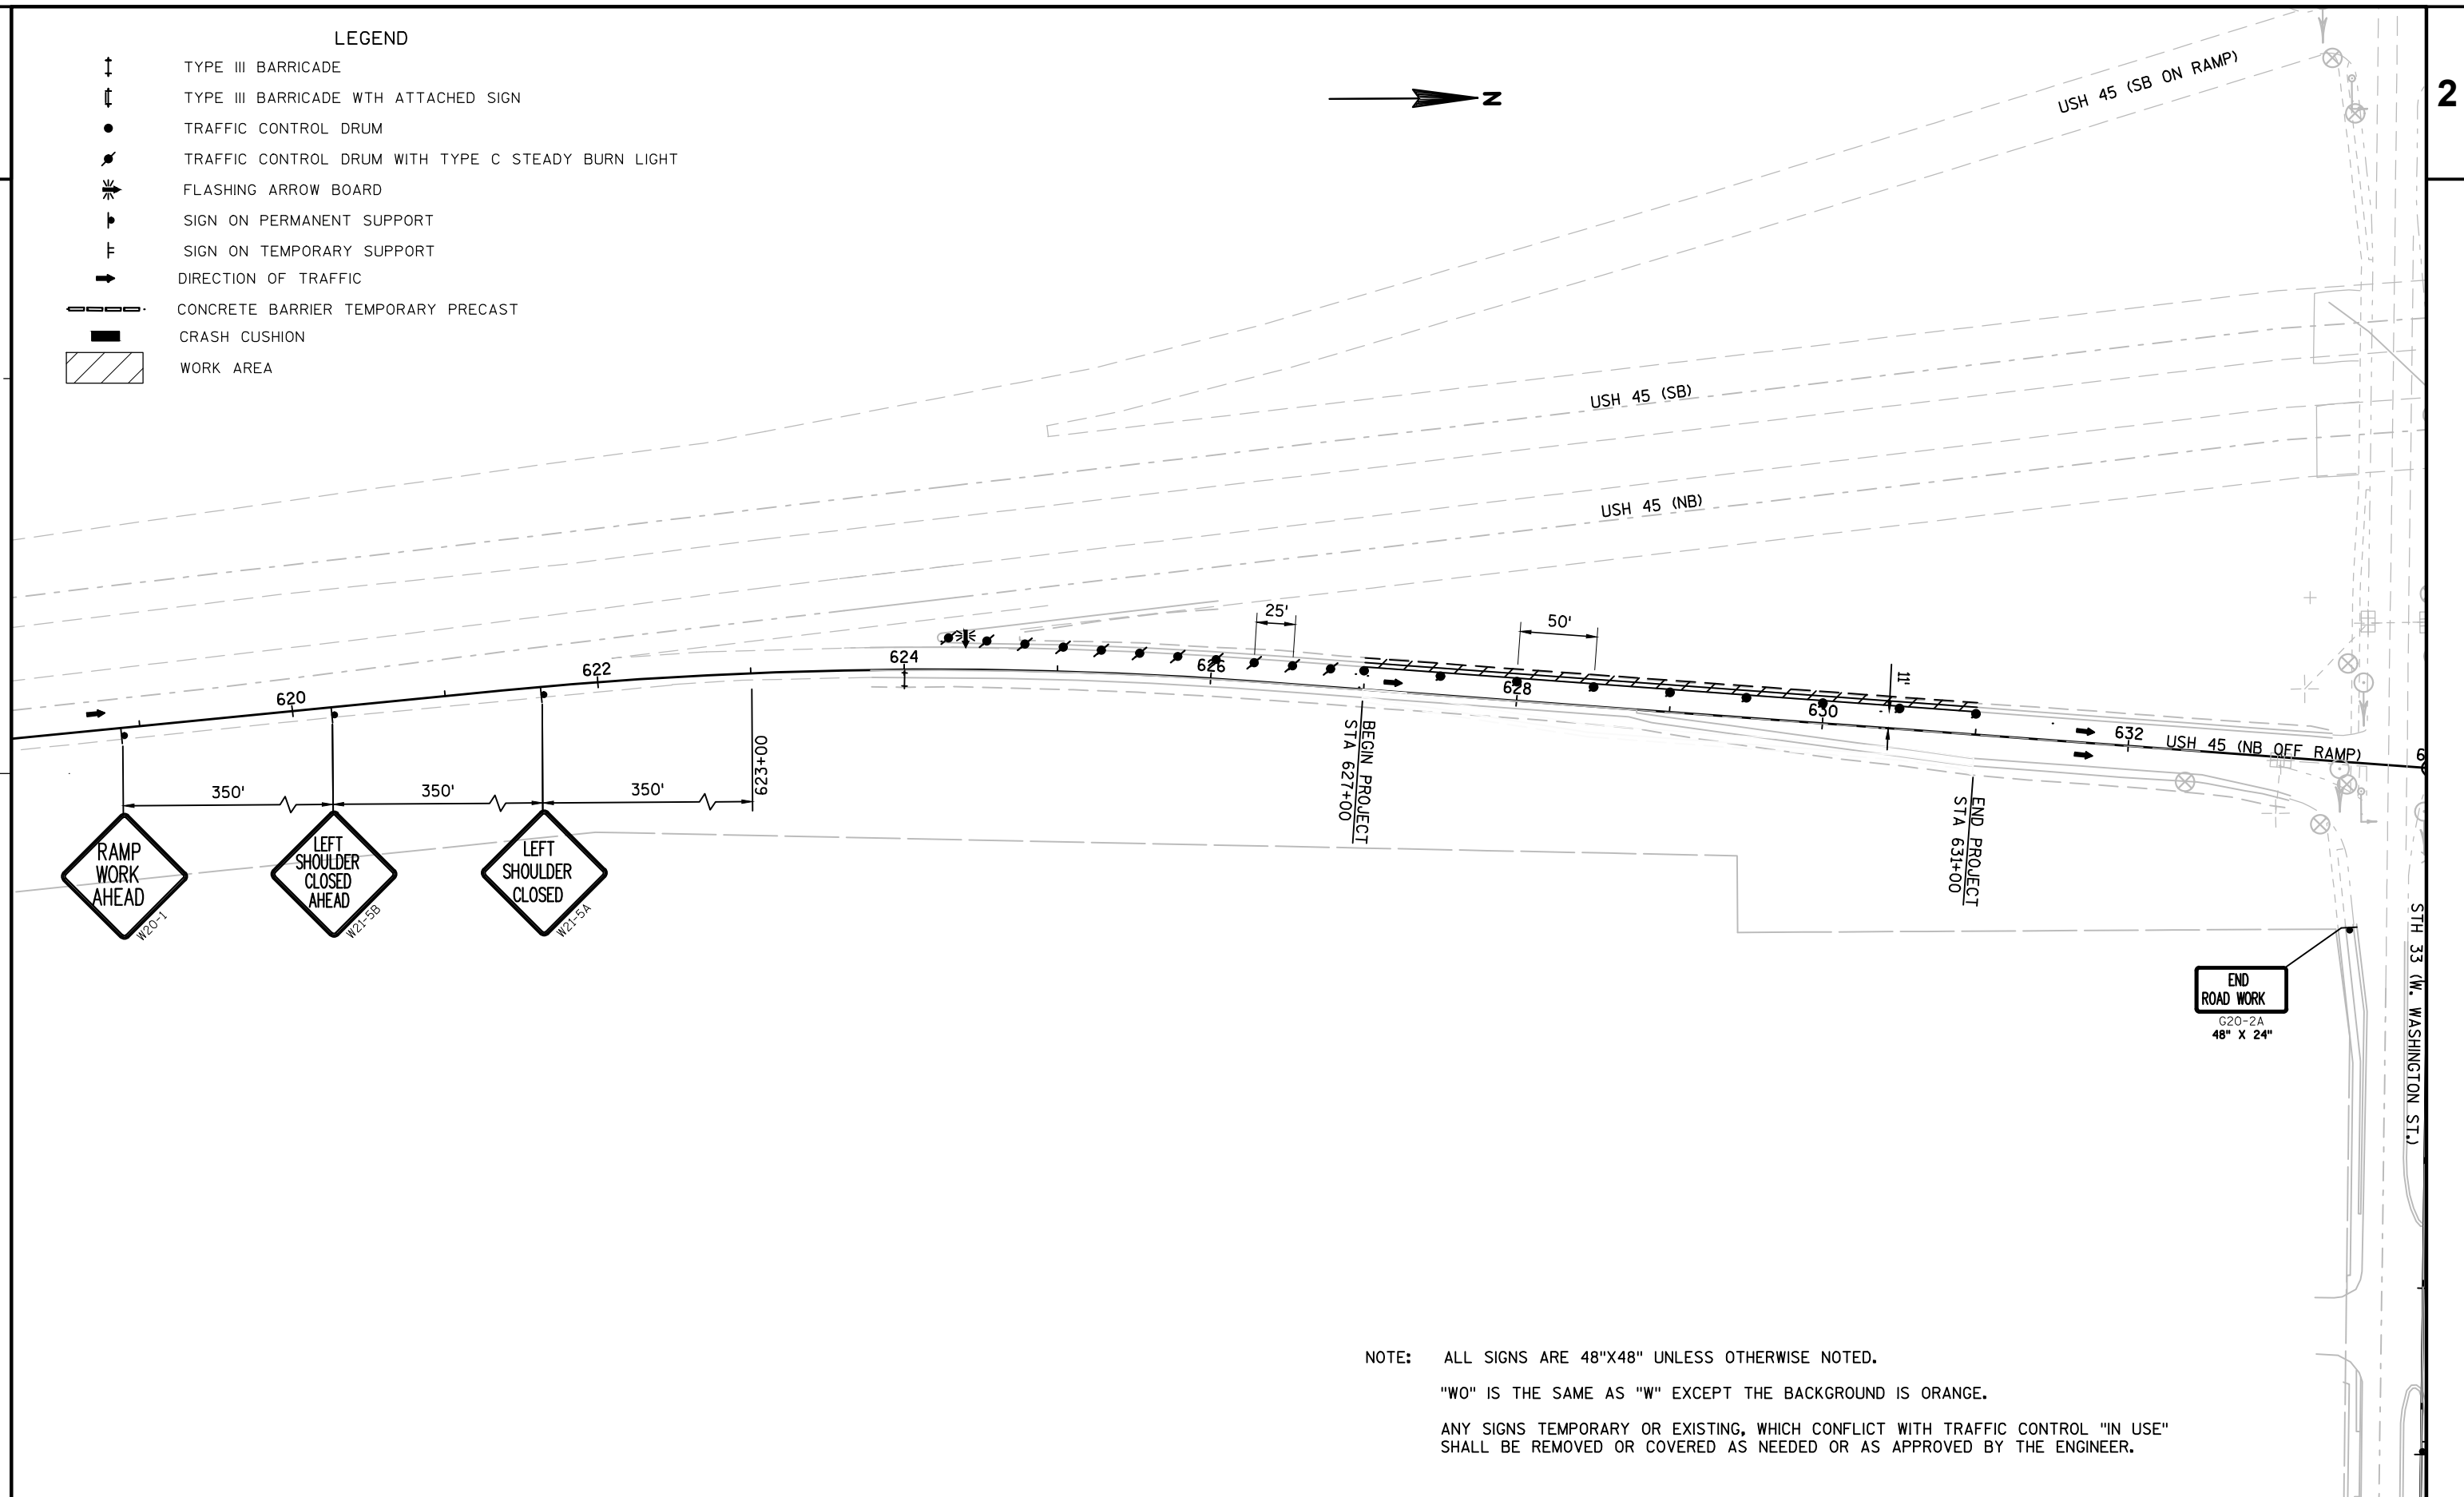 LEGEND
TYPE III BARRICADE
TYPE III BARRICADE WTH ATTACHED SIGN
TRAFFIC CONTROL DRUM
TRAFFIC CONTROL DRUM WITH TYPE C STEADY BURN LIGHT
FLASHING ARROW BOARD
SIGN ON PERMANENT SUPPORT
SIGN ON TEMPORARY SUPPORT
DIRECTION OF TRAFFIC
CONCRETE BARRIER TEMPORARY PRECAST
CRASH CUSHION
WORK AREA
N
2
USH 45 (SB ON RAMP)
USH 45 (SB)
USH 45 (NB)
25'
50'
11'
620
622
624
626
628
630
632
6
USH 45 (NB OFF RAMP)
350'
350'
350'
623+00
BEGIN PROJECT
STA 627+00
END PROJECT
STA 631+00
RAMP
WORK
AHEAD
W20-1
LEFT
SHOULDER
CLOSED
AHEAD
W21-5B
LEFT
SHOULDER
CLOSED
W21-5A
END
ROAD WORK
G20-2A
48" X 24"
STH 33 (W. WASHINGTON ST.)
NOTE: ALL SIGNS ARE 48"X48" UNLESS OTHERWISE NOTED.
"WO" IS THE SAME AS "W" EXCEPT THE BACKGROUND IS ORANGE.
ANY SIGNS TEMPORARY OR EXISTING, WHICH CONFLICT WITH TRAFFIC CONTROL "IN USE"
SHALL BE REMOVED OR COVERED AS NEEDED OR AS APPROVED BY THE ENGINEER.